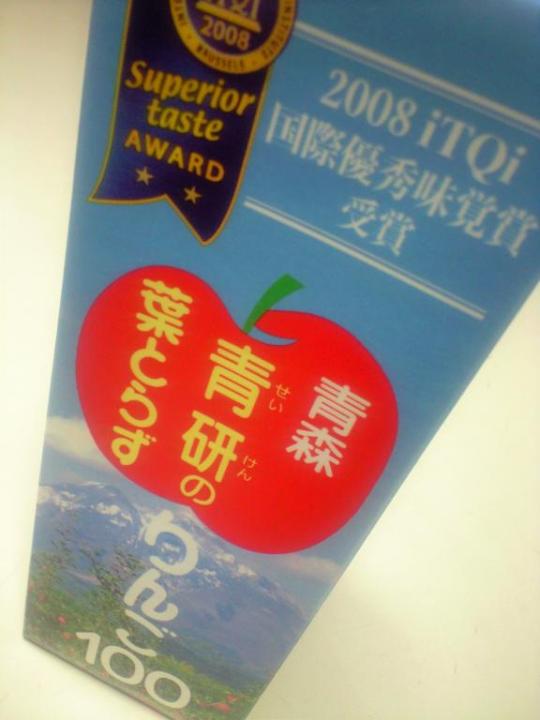 2008
BRUSSELS
Superior
taste
AWARD
2008 iTQi
国際優秀味覚賞
受賞
青森
青研の
せいけん
葉とらず
りんご
100